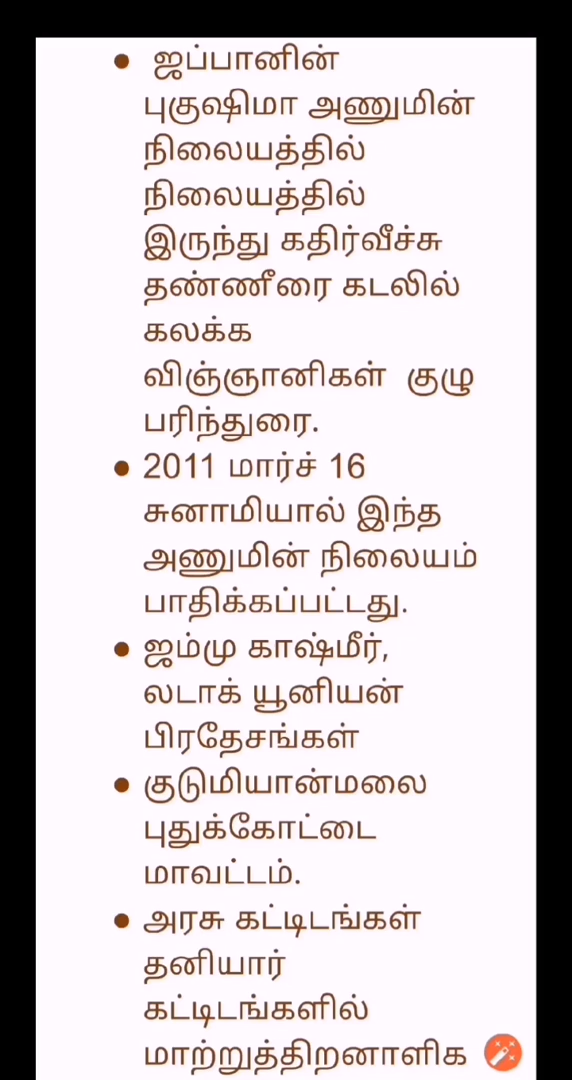 ● ஜப்பானின்
புகுஷிமா அணுமின்
நிலையத்தில்
நிலையத்தில்
இருந்து கதிர்வீச்சு
தண்ணீரை கடலில்
கலக்க
விஞ்ஞானிகள் குழு
பரிந்துரை.
● 2011 மார்ச் 16
சுனாமியால் இந்த
அணுமின் நிலையம்
பாதிக்கப்பட்டது.
● ஜம்மு காஷ்மீர்,
லடாக் யூனியன்
பிரதேசங்கள்
● குடுமியான்மலை
புதுக்கோட்டை
மாவட்டம்.
● அரசு கட்டிடங்கள்
தனியார்
கட்டிடங்களில்
மாற்றுத்திறனாளிக